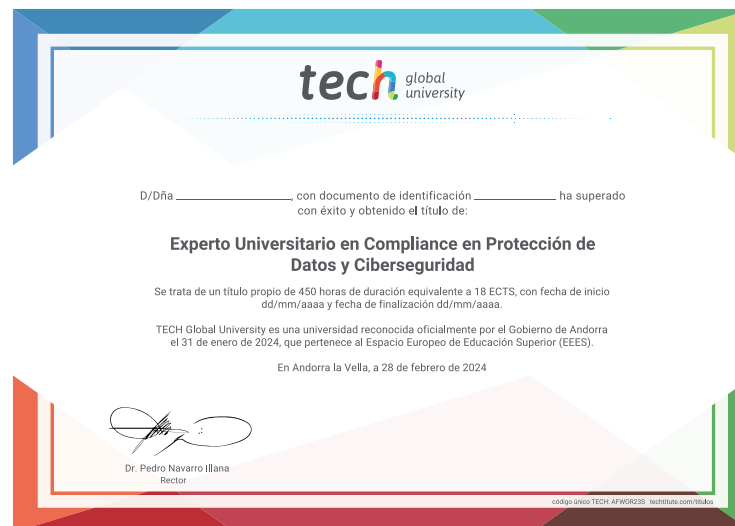 tech global university
D/Dña ________________, con documento de identificación ____________ ha superado
con éxito y obtenido el título de:
Experto Universitario en Compliance en Protección de
Datos y Ciberseguridad
Se trata de un título propio de 450 horas de duración equivalente a 18 ECTS, con fecha de inicio
dd/mm/aaaa y fecha de finalización dd/mm/aaaa.
TECH Global University es una universidad reconocida oficialmente por el Gobierno de Andorra
el 31 de enero de 2024, que pertenece al Espacio Europeo de Educación Superior (EEES).
En Andorra la Vella, a 28 de febrero de 2024
Dr. Pedro Navarro Illana
Rector
código único TECH: AFWOR23S techtitute.com/titulos